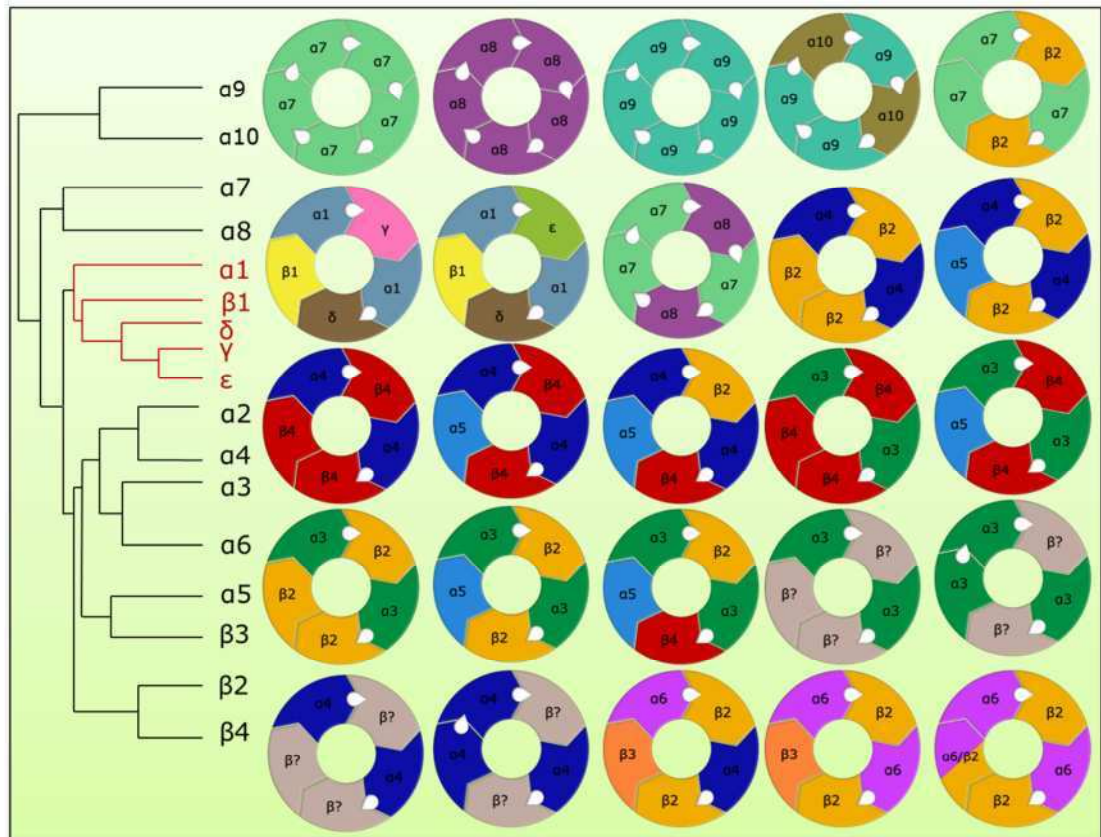 α9
α10
α7
α8
α1
β1
δ
γ
ε
α2
α4
α3
α6
α5
β3
β2
β4
α7 α7 α7 α7 α7
α8 α8 α8 α8 α8
α9 α9 α9 α9 α9
α10 α9 α9 α10 α9
α7 β2 α7 α7 β2
α1 γ β1 α1 δ
α1 ε β1 α1 δ
α7 α8 α7 α7 α8
α4 β2 β2 α4 β2
α4 β2 α5 α4 β2
α4 β4 β4 α4 β4
α4 β4 α5 α4 β4
α4 β2 α5 α4 β4
α3 β4 β4 α3 β4
α3 β4 α5 α3 β4
α3 β2 β2 α3 β2
α3 β2 α5 α3 β2
α3 β2 α5 α3 β4
α3 β? β? α3 β?
α3 β? α3 α3 β?
α4 β? β? α4 β?
α4 β? α4 α4 β?
α6 β2 β3 α4 β2
α6 β2 β3 α6 β2
α6 β2 α6/β2 α6 β2